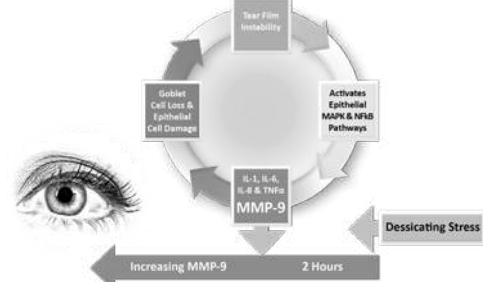 Tear Film
Instability
Activates
Epithelial
MAPK & NFkB
Pathways
IL-1, IL-6,
IL-8 & TNFα
MMP-9
Goblet
Cell Loss &
Epithelial
Cell Damage
Dessicating Stress
Increasing MMP-9 2 Hours